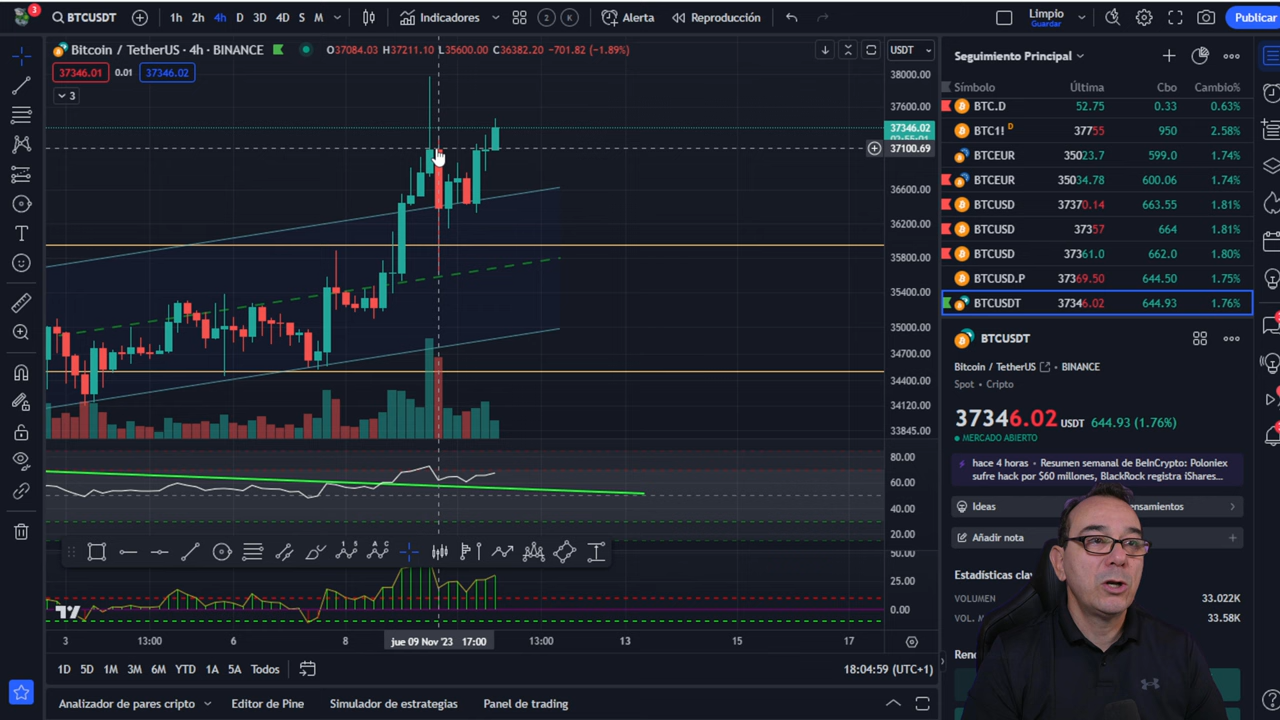 3
BTCUSDT
1h 2h 4h D 3D 4D S M
Indicadores
2 K
Alerta
Reproducción
Limpio
Guardar
Publicar
Bitcoin / TetherUS · 4h · BINANCE
O37084.03 H37211.10 L35600.00 C36382.20 -701.82 (-1.89%)
USDT
37346.01 0.01 37346.02
3
38000.00
37600.00
37346.02
02:55:01
37100.69
36600.00
36200.00
35800.00
35400.00
35000.00
34700.00
34400.00
34120.00
33845.00
80.00
60.00
40.00
20.00
50.00
25.00
0.00
3 13:00 6 8 jue 09 Nov '23 17:00 13:00 13 15 17
1D 5D 1M 3M 6M YTD 1A 5A Todos
18:04:59 (UTC+1)
Analizador de pares cripto
Editor de Pine
Simulador de estrategias
Panel de trading
Seguimiento Principal
Símbolo Última Cbo Cambio%
BTC.D 52.75 0.33 0.63%
BTC1! D 37755 950 2.58%
BTCEUR 35023.7 599.0 1.74%
BTCEUR 35034.78 600.06 1.74%
BTCUSD 37370.14 663.55 1.81%
BTCUSD 37357 664 1.81%
BTCUSD 37361.0 662.0 1.80%
BTCUSD.P 37369.50 644.50 1.75%
BTCUSDT 37346.02 644.93 1.76%
BTCUSDT
Bitcoin / TetherUS · BINANCE
Spot · Cripto
37346.02 USDT 644.93 (1.76%)
MERCADO ABIERTO
hace 4 horas · Resumen semanal de BeInCrypto: Poloniex
sufre hack por $60 millones, BlackRock registra iShares...
Ideas
Añadir nota
Estadísticas
VOLUMEN 33.022K
VOL. 33.58K